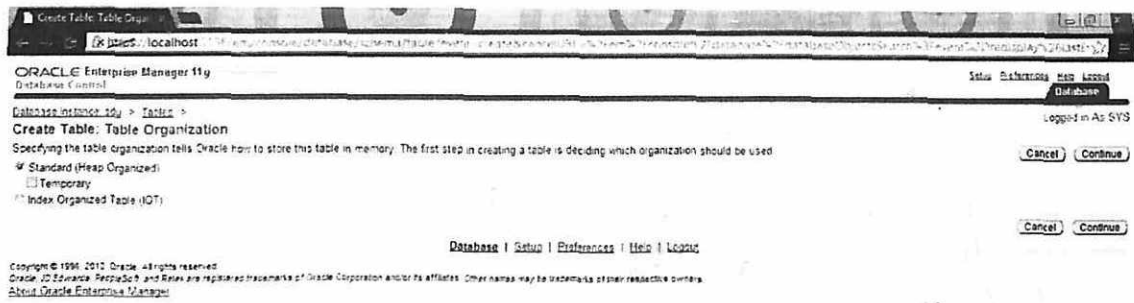 Create Table: Table Organ
https://localhost
ORACLE Enterprise Manager 11g
Database Control
Setup Preferences Help Logout
Database
Database Instance: > Tables >
Logged in As SYS
Create Table: Table Organization
Specifying the table organization tells Oracle how to store this table in memory. The first step in creating a table is deciding which organization should be used
Cancel Continue
Standard (Heap Organized)
Temporary
Index Organized Table (IOT)
Cancel Continue
Database | Setup | Preferences | Help | Logout
Copyright © 1996, 2010, Oracle. All rights reserved.
Oracle, JD Edwards, PeopleSoft, and Retek are registered trademarks of Oracle Corporation and/or its affiliates. Other names may be trademarks of their respective owners.
About Oracle Enterprise Manager